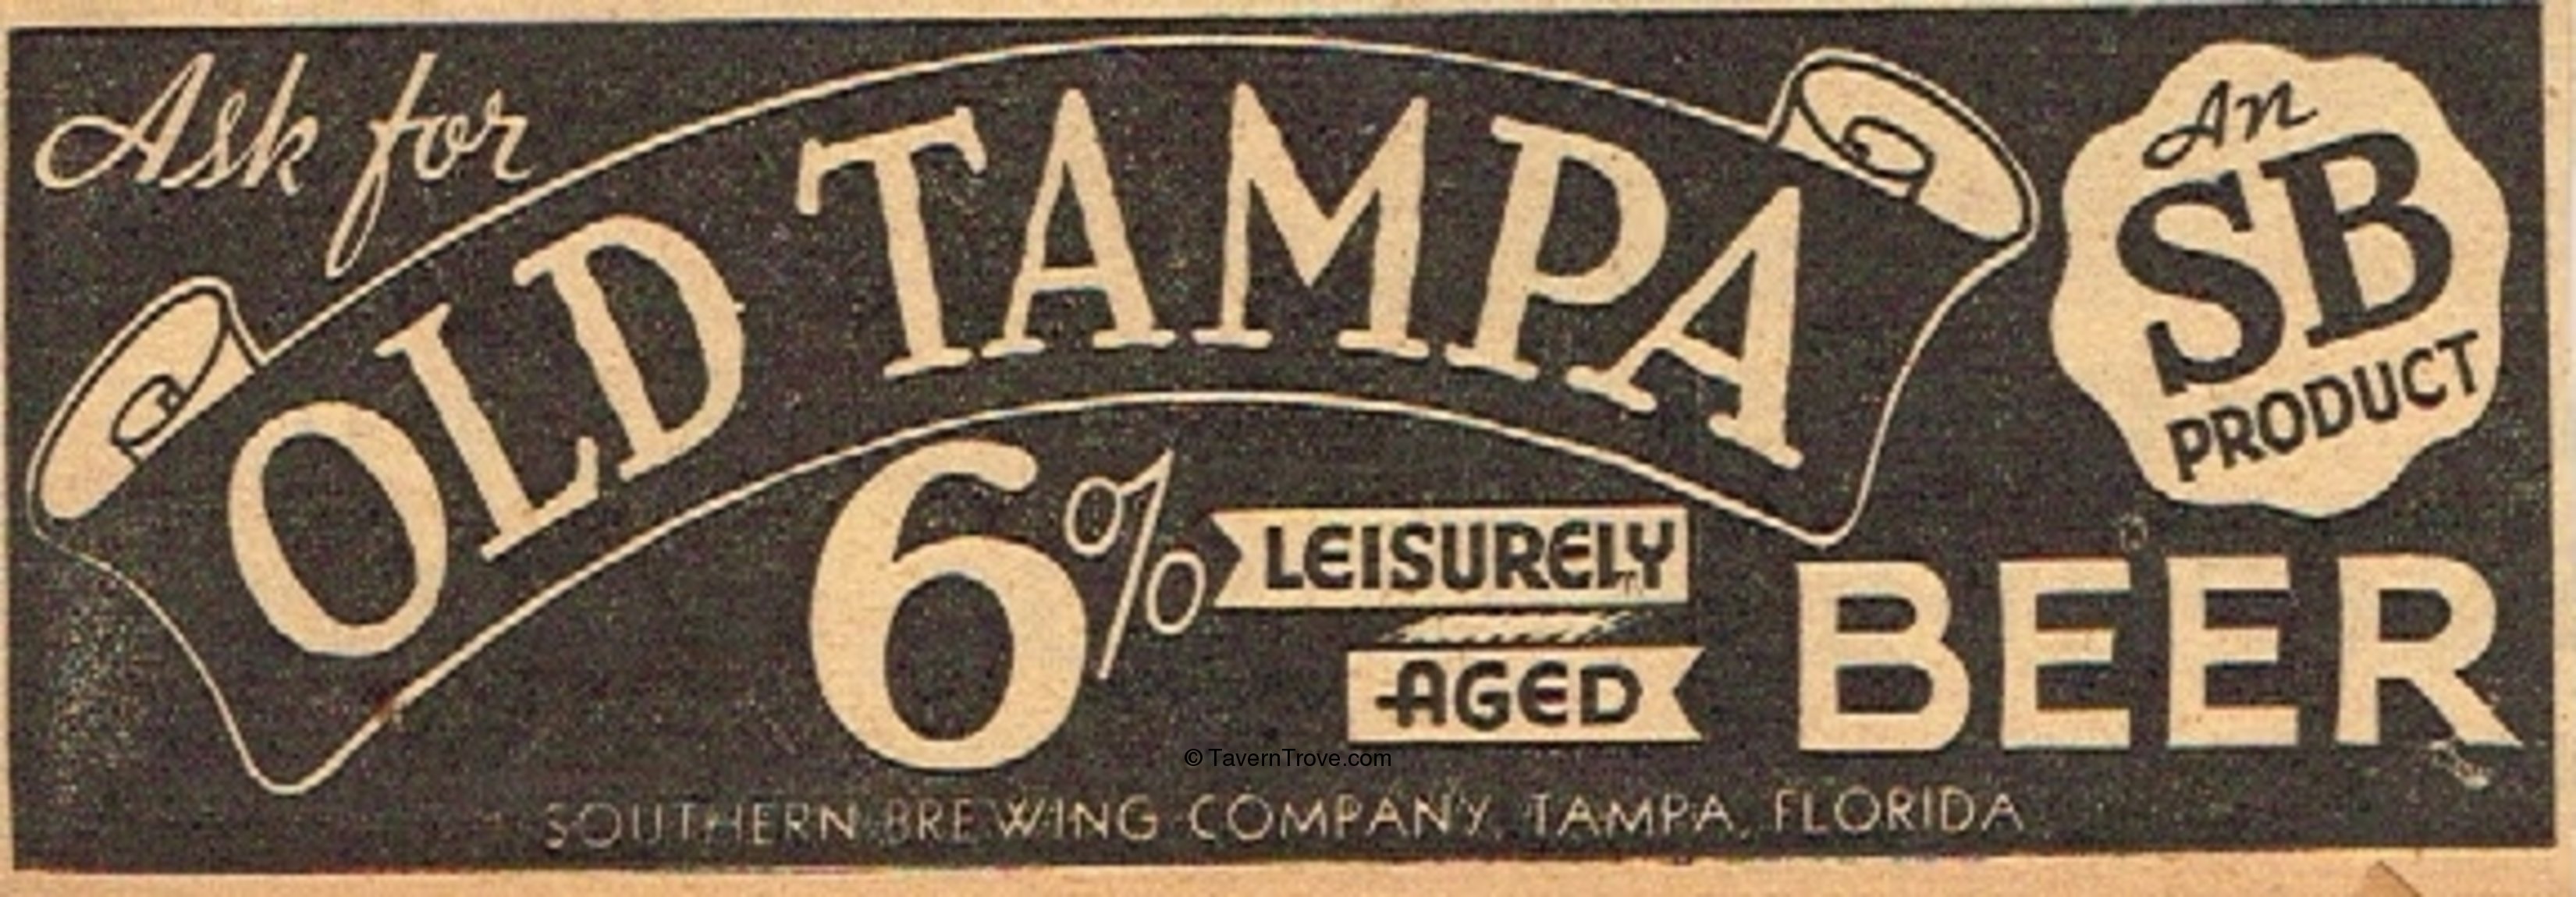 Ask for
OLD TAMPA
An
SB
PRODUCT
6% LEISURELY
AGED
BEER
© TavernTrove.com
SOUTHERN BREWING COMPANY, TAMPA, FLORIDA